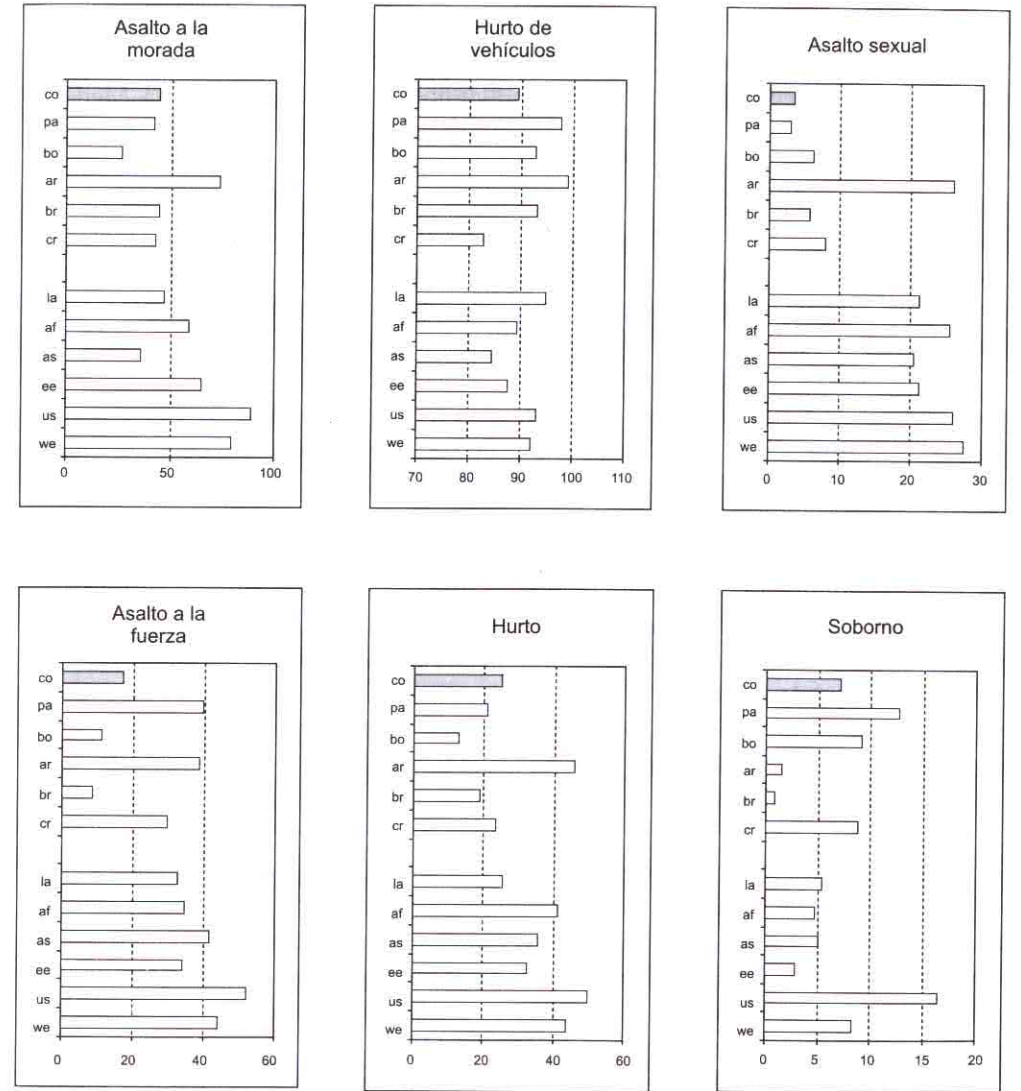 Asalto a la
morada
co
pa
bo
ar
br
cr
la
af
as
ee
us
we
0 50 100
Hurto de
vehículos
co
pa
bo
ar
br
cr
la
af
as
ee
us
we
70 80 90 100 110
Asalto sexual
co
pa
bo
ar
br
cr
la
af
as
ee
us
we
0 10 20 30
Asalto a la
fuerza
co
pa
bo
ar
br
cr
la
af
as
ee
us
we
0 20 40 60
Hurto
co
pa
bo
ar
br
cr
la
af
as
ee
us
we
0 20 40 60
Soborno
co
pa
bo
ar
br
cr
la
af
as
ee
us
we
0 5 10 15 20